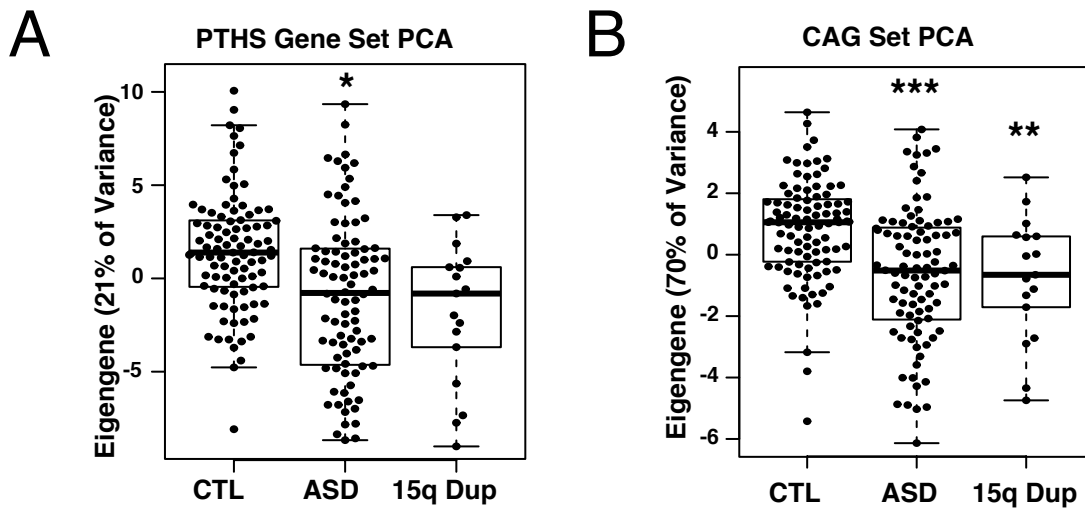 A
PTHS Gene Set PCA
Eigengene (21% of Variance)
10
5
0
-5
*
CTL
ASD
15q Dup
B
CAG Set PCA
Eigengene (70% of Variance)
4
2
0
-2
-4
-6
***
**
CTL
ASD
15q Dup